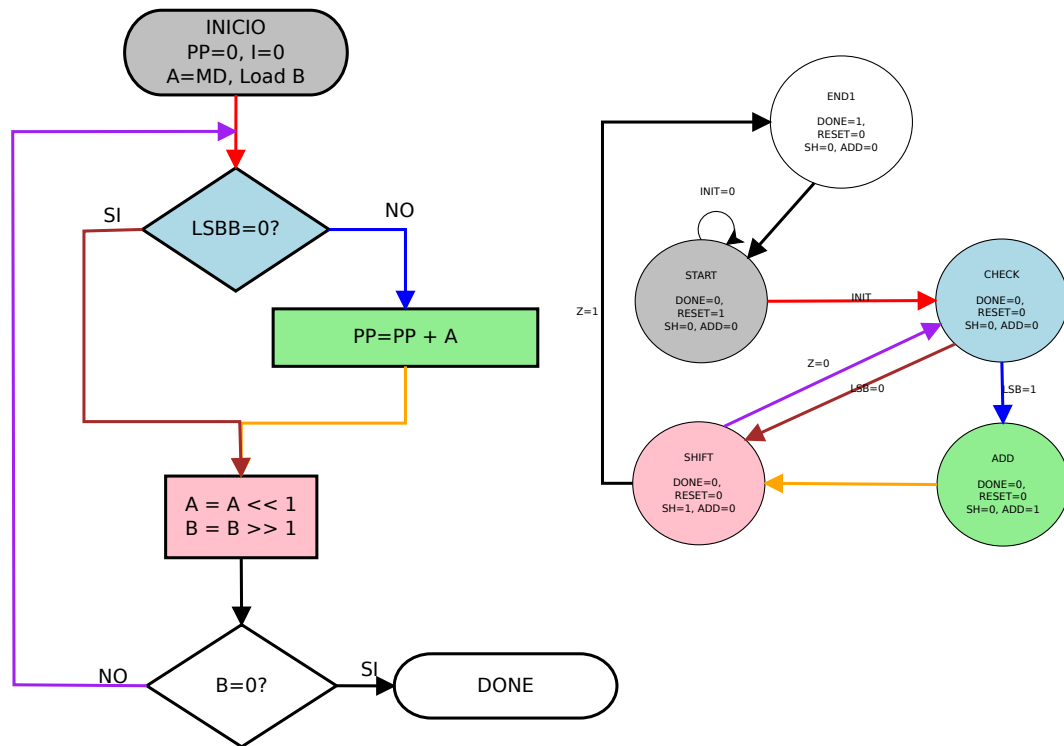 INICIO
PP=0, I=0
A=MD, Load B
LSBB=0?
SI
NO
PP=PP + A
A = A << 1
B = B >> 1
B=0?
NO
SI
DONE
END1
DONE=1,
RESET=0
SH=0, ADD=0
INIT=0
START
DONE=0,
RESET=1
SH=0, ADD=0
INIT
CHECK
DONE=0,
RESET=0
SH=0, ADD=0
Z=1
Z=0
LSB=0
LSB=1
SHIFT
DONE=0,
RESET=0
SH=1, ADD=0
ADD
DONE=0,
RESET=0
SH=0, ADD=1